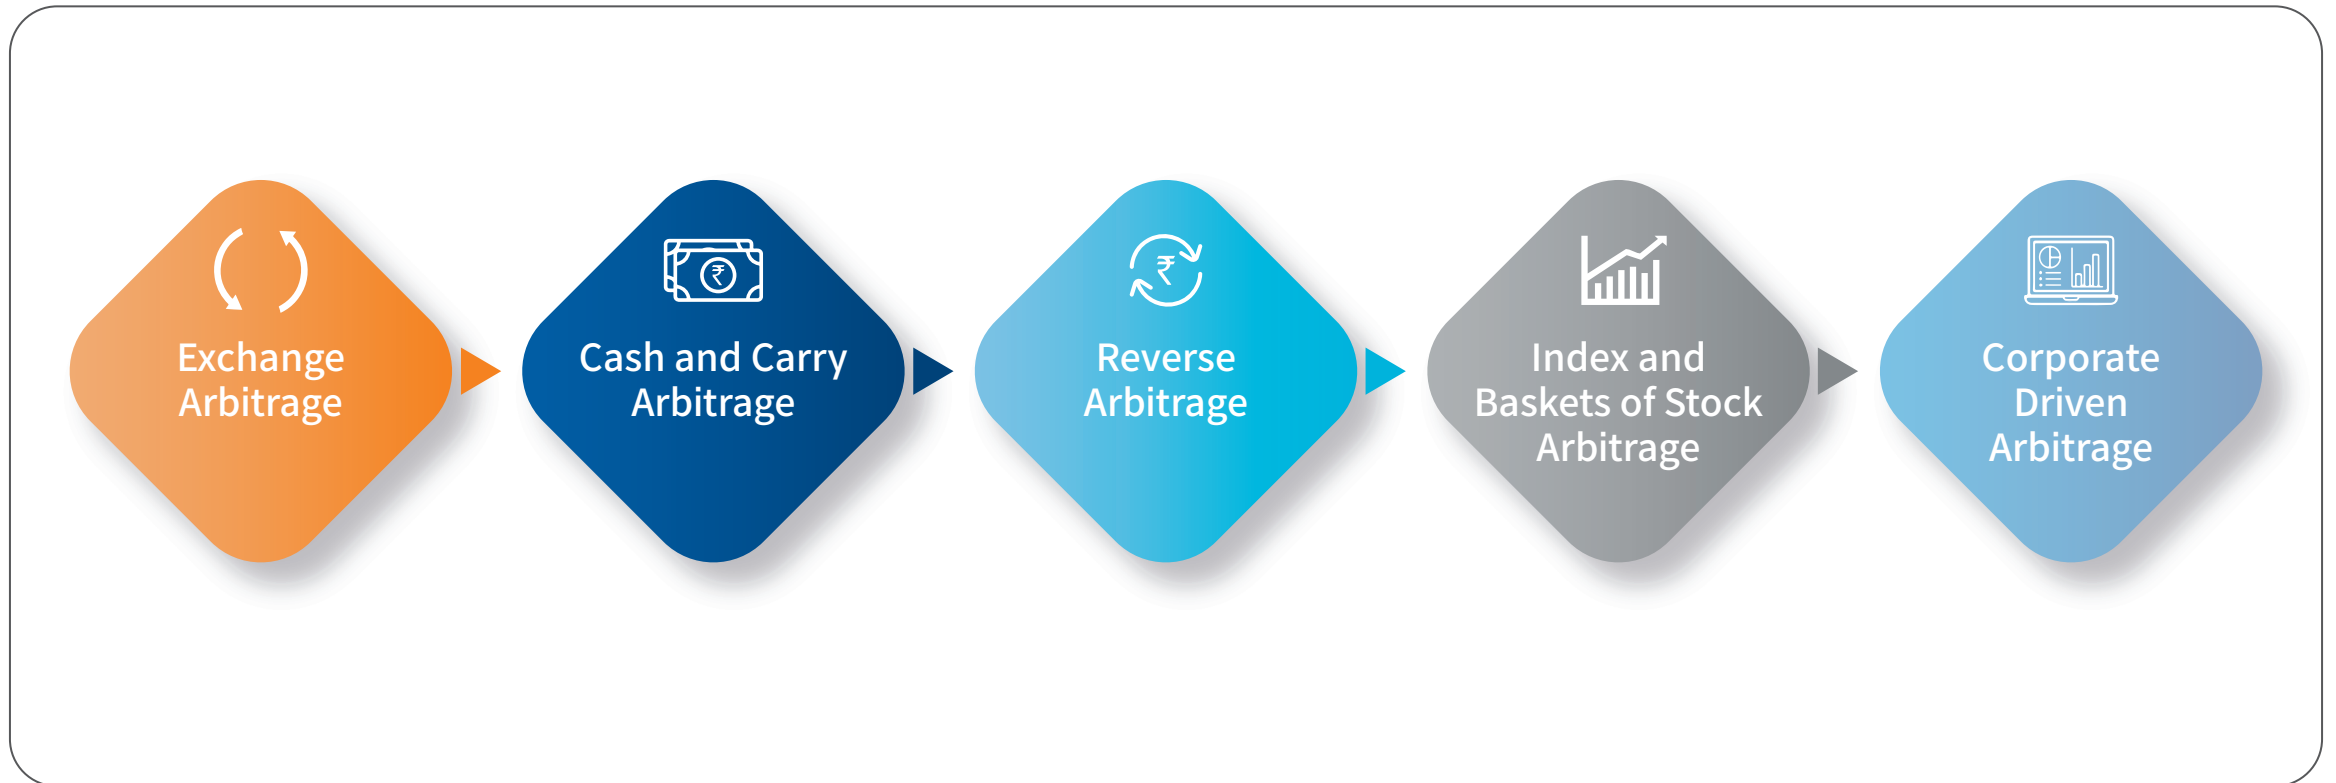 Exchange
Arbitrage
₹
Cash and Carry
Arbitrage
₹
Reverse
Arbitrage
Index and
Baskets of Stock
Arbitrage
Corporate
Driven
Arbitrage